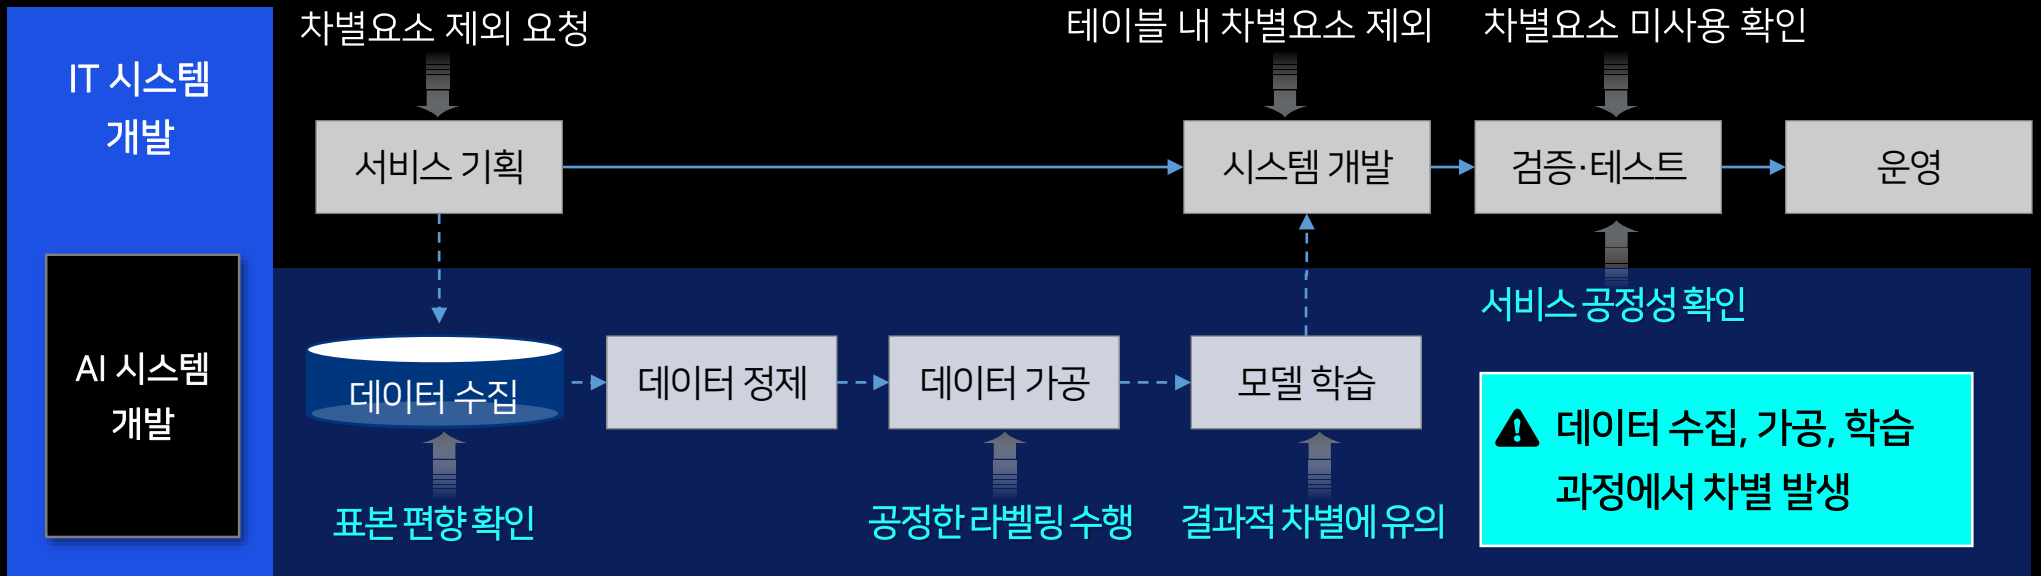 차별요소 제외 요청
테이블 내 차별요소 제외
차별요소 미사용 확인
IT 시스템
개발
서비스 기획
시스템 개발
검증·테스트
운영
서비스 공정성 확인
AI 시스템
개발
데이터 수집
데이터 정제
데이터 가공
모델 학습
데이터 수집, 가공, 학습
과정에서 차별 발생
표본 편향 확인
공정한 라벨링 수행
결과적 차별에 유의